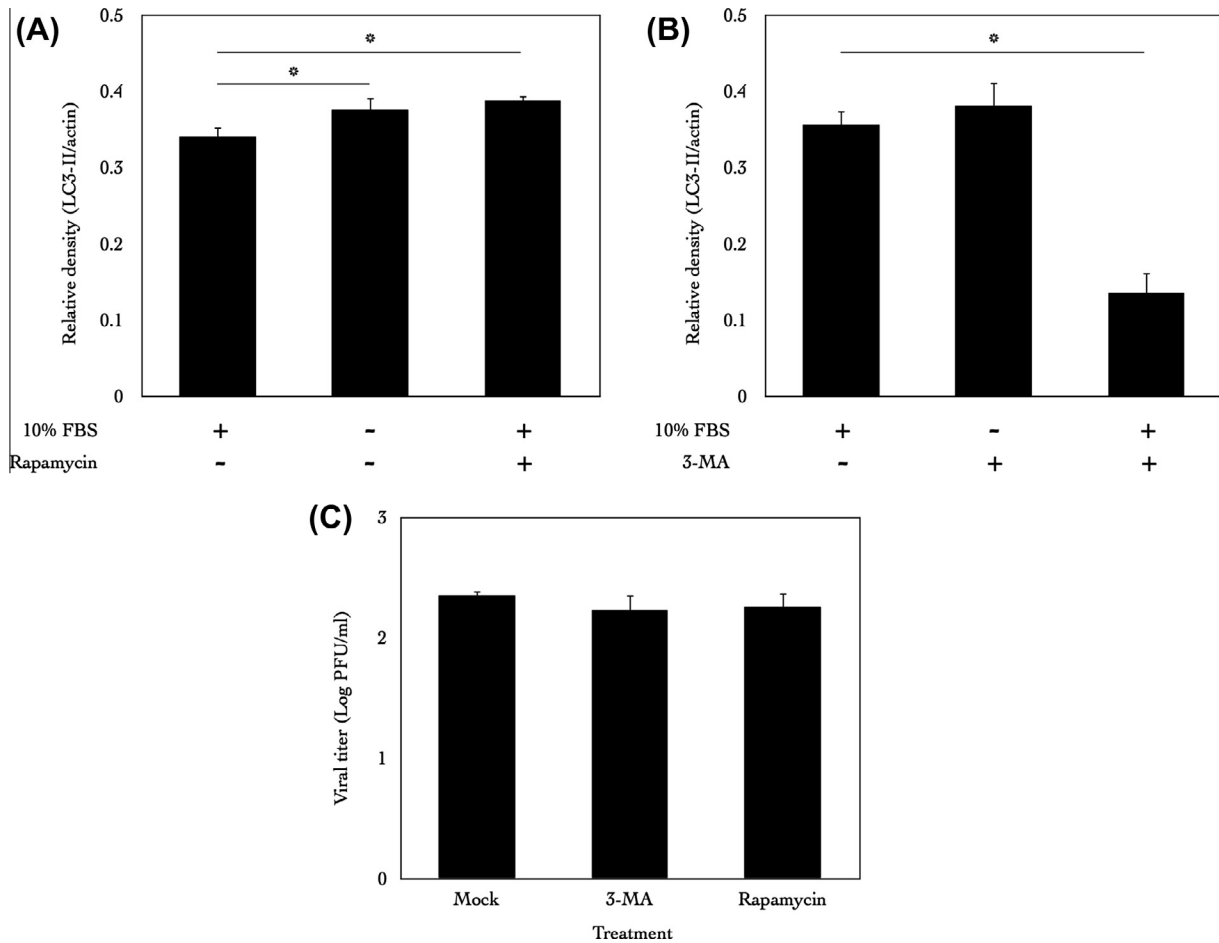 (A)
0.5
0.4
0.3
0.2
0.1
0
Relative density (LC3-II/actin)
10% FBS + - +
Rapamycin - - +
(B)
0.5
0.4
0.3
0.2
0.1
0
Relative density (LC3-II/actin)
10% FBS + - +
3-MA - + +
(C)
3
2
1
0
Viral titer (Log PFU/ml)
Mock 3-MA Rapamycin
Treatment